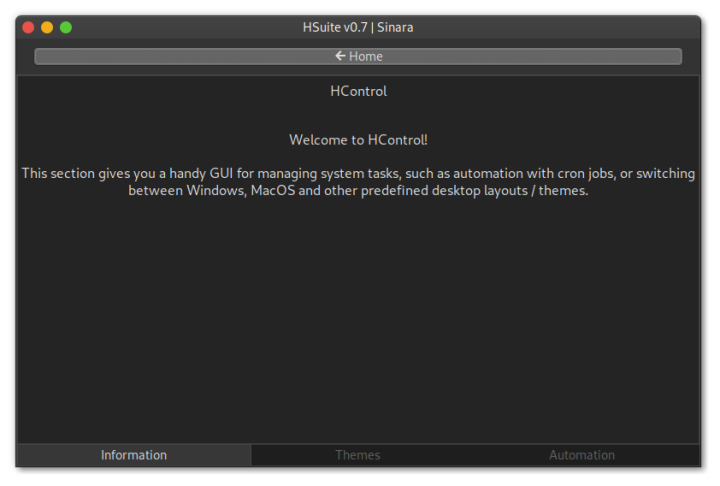 HSuite v0.7 | Sinara
← Home
HControl
Welcome to HControl!
This section gives you a handy GUI for managing system tasks, such as automation with cron jobs, or switching
between Windows, MacOS and other predefined desktop layouts / themes.
Information
Themes
Automation